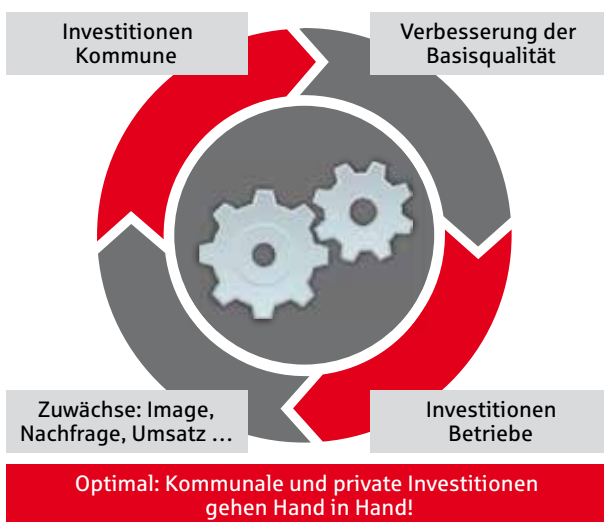 Investitionen
Kommune
Verbesserung der
Basisqualität
Zuwächse: Image,
Nachfrage, Umsatz ...
Investitionen
Betriebe
Optimal: Kommunale und private Investitionen
gehen Hand in Hand!